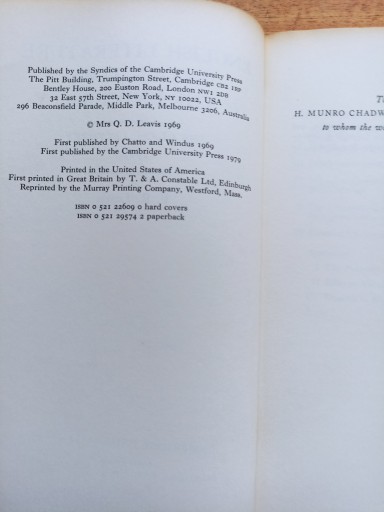 Published by the Syndics of the Cambridge University Press
The Pitt Building, Trumpington Street, Cambridge CB2 1RP
Bentley House, 200 Euston Road, London NW1 2DB
32 East 57th Street, New York, NY 10022, USA
296 Beaconsfield Parade, Middle Park, Melbourne 3206, Australia
© Mrs Q. D. Leavis 1969
First published by Chatto and Windus 1969
First published by the Cambridge University Press 1979
Printed in the United States of America
First printed in Great Britain by T. & A. Constable Ltd, Edinburgh
Reprinted by the Murray Printing Company, Westford, Mass.
ISBN 0 521 22609 0 hard covers
ISBN 0 521 29574 2 paperback
H. MUNRO CHADW
to whom the w